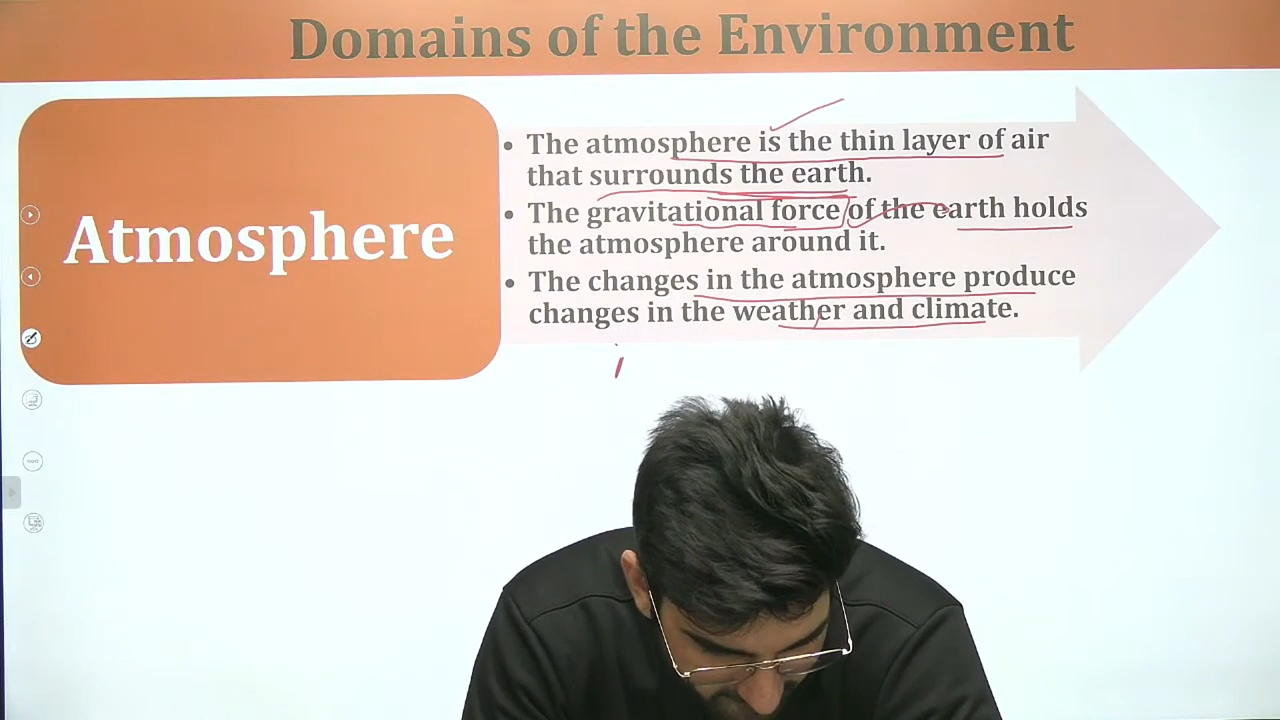 Domains of the Environment
Atmosphere
• The atmosphere is the thin layer of air
that surrounds the earth.
• The gravitational force of the earth holds
the atmosphere around it.
• The changes in the atmosphere produce
changes in the weather and climate.